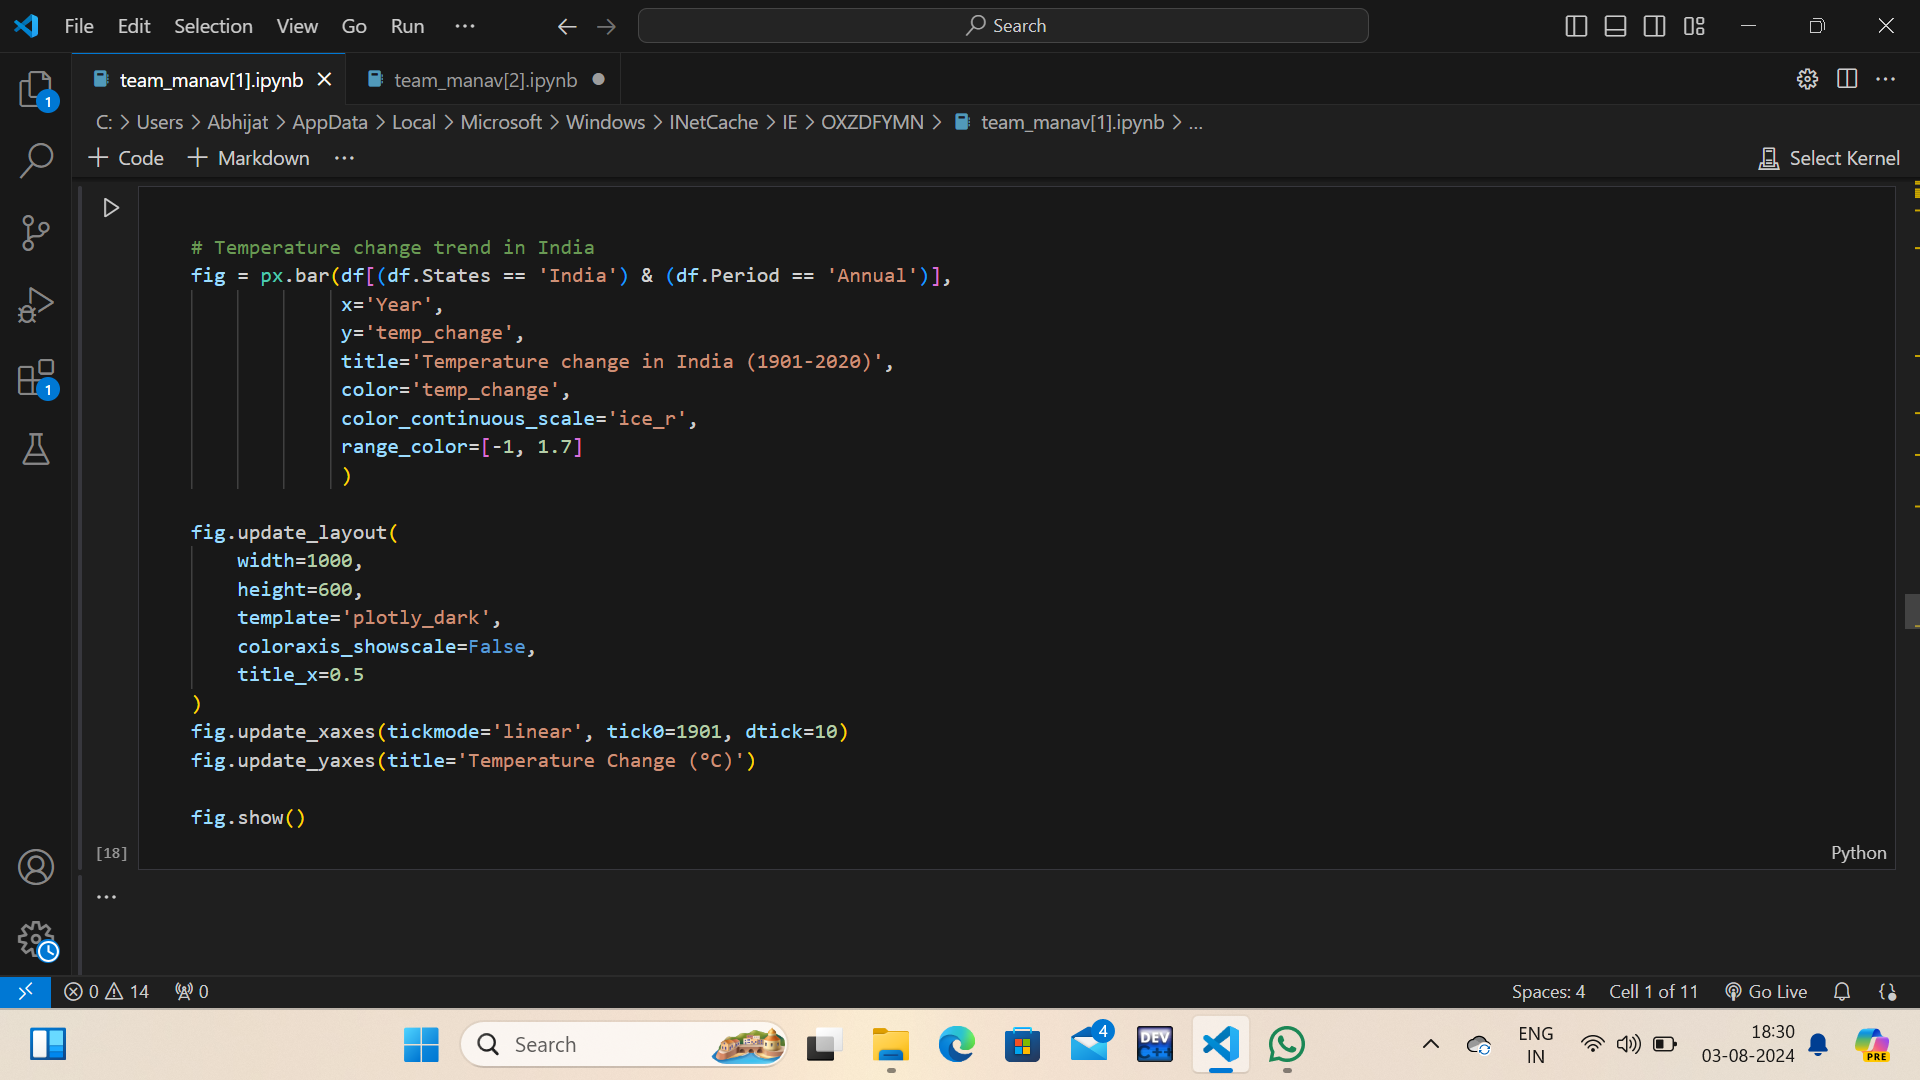 File Edit Selection View Go Run ···
Search
team_manav[1].ipynb
team_manav[2].ipynb
C: > Users > Abhijat > AppData > Local > Microsoft > Windows > INetCache > IE > OXZDFYMN > team_manav[1].ipynb > ...
+ Code + Markdown ···
Select Kernel
1
# Temperature change trend in India
fig = px.bar(df[(df.States == 'India') & (df.Period == 'Annual')],
x='Year',
y='temp_change',
title='Temperature change in India (1901-2020)',
color='temp_change',
color_continuous_scale='ice_r',
range_color=[-1, 1.7]
)
1
fig.update_layout(
width=1000,
height=600,
template='plotly_dark',
coloraxis_showscale=False,
title_x=0.5
)
fig.update_xaxes(tickmode='linear', tick0=1901, dtick=10)
fig.update_yaxes(title='Temperature Change (°C)')
fig.show()
[18]
Python
...
0 14 0
Spaces: 4 Cell 1 of 11 Go Live
Search
DEV C++
4
ENG
IN
18:30
03-08-2024
PRE